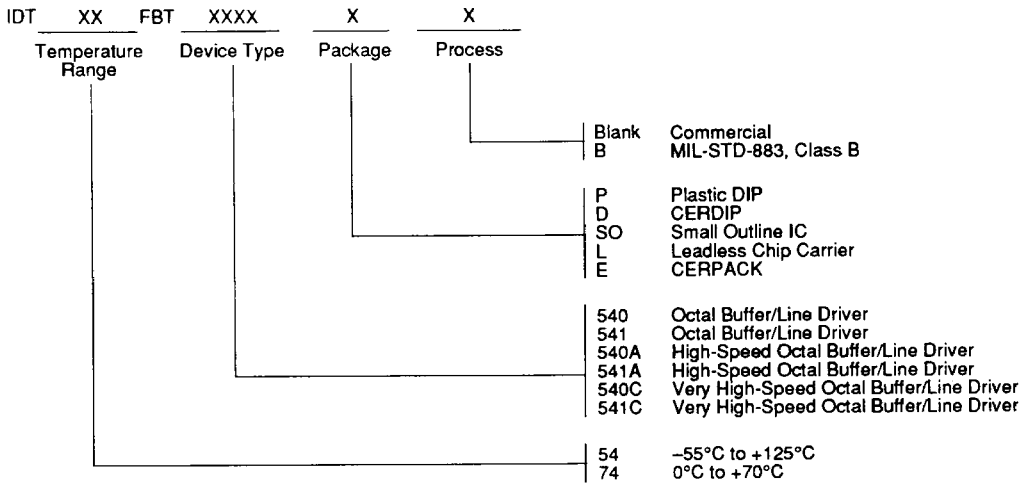 IDT XX FBT XXXX X X
Temperature Range Device Type Package Process
Blank Commercial
B MIL-STD-883, Class B
P Plastic DIP
D CERDIP
SO Small Outline IC
L Leadless Chip Carrier
E CERPACK
540 Octal Buffer/Line Driver
541 Octal Buffer/Line Driver
540A High-Speed Octal Buffer/Line Driver
541A High-Speed Octal Buffer/Line Driver
540C Very High-Speed Octal Buffer/Line Driver
541C Very High-Speed Octal Buffer/Line Driver
54 –55°C to +125°C
74 0°C to +70°C